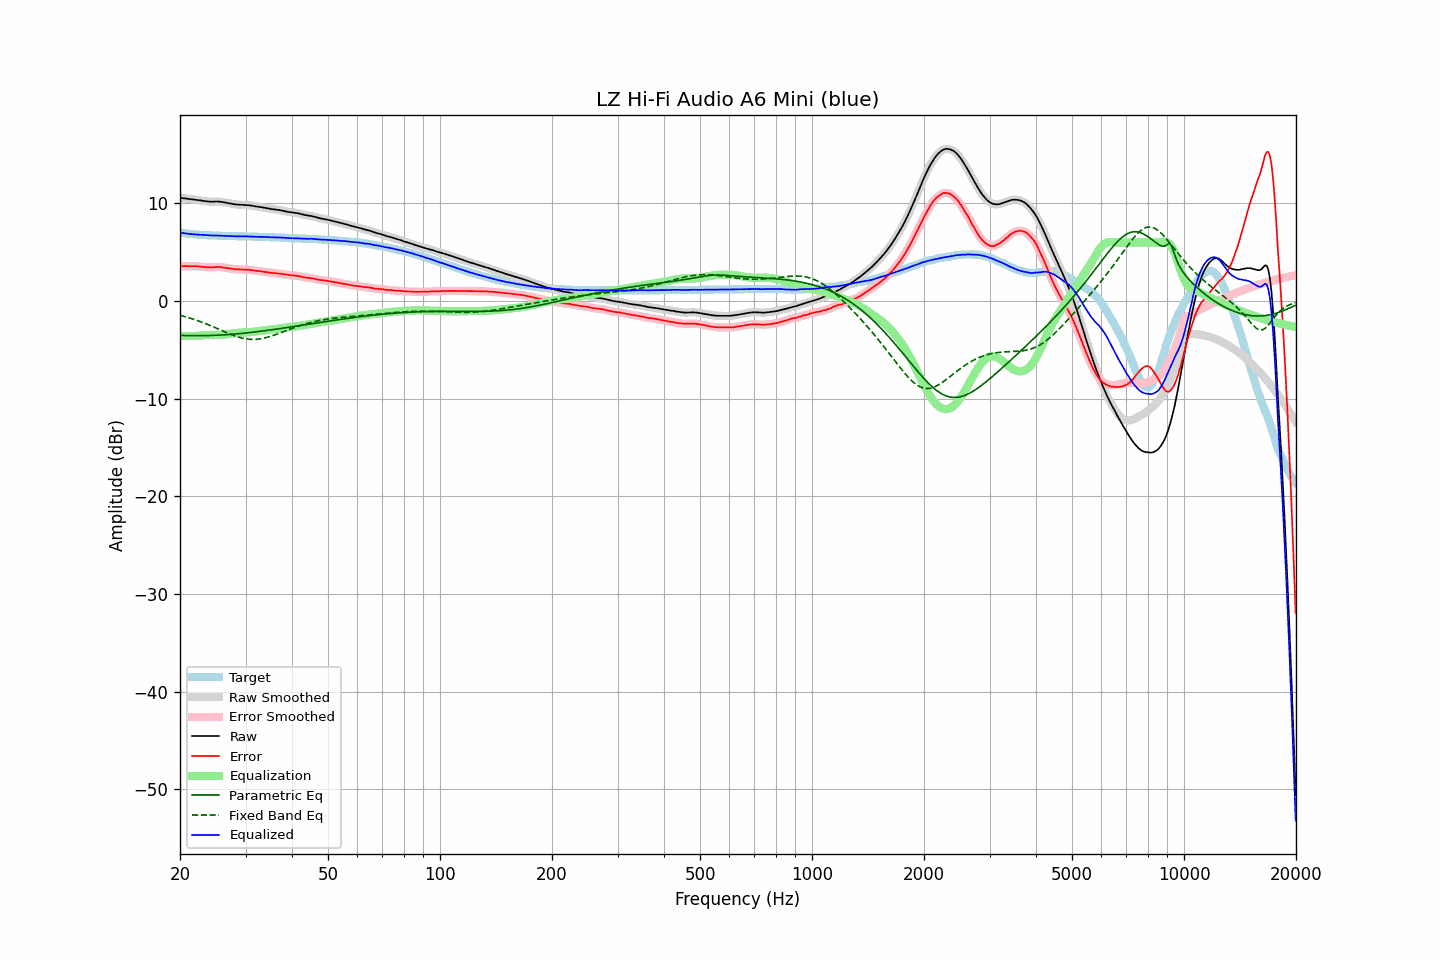 LZ Hi-Fi Audio A6 Mini (blue)
Amplitude (dBr)
10
0
−10
−20
−30
−40
−50
Target
Raw Smoothed
Error Smoothed
Raw
Error
Equalization
Parametric Eq
Fixed Band Eq
Equalized
20 50 100 200 500 1000 2000 5000 10000 20000
Frequency (Hz)